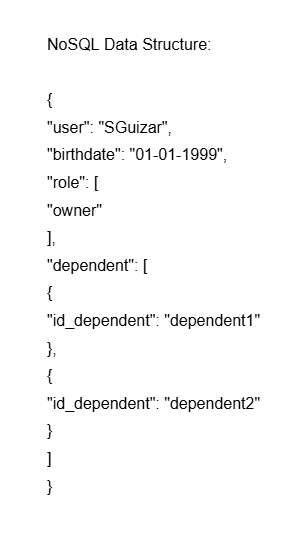 NoSQL Data Structure:
{
"user": "SGuizar",
"birthdate": "01-01-1999",
"role": [
"owner"
],
"dependent": [
{
"id_dependent": "dependent1"
},
{
"id_dependent": "dependent2"
}
]
}